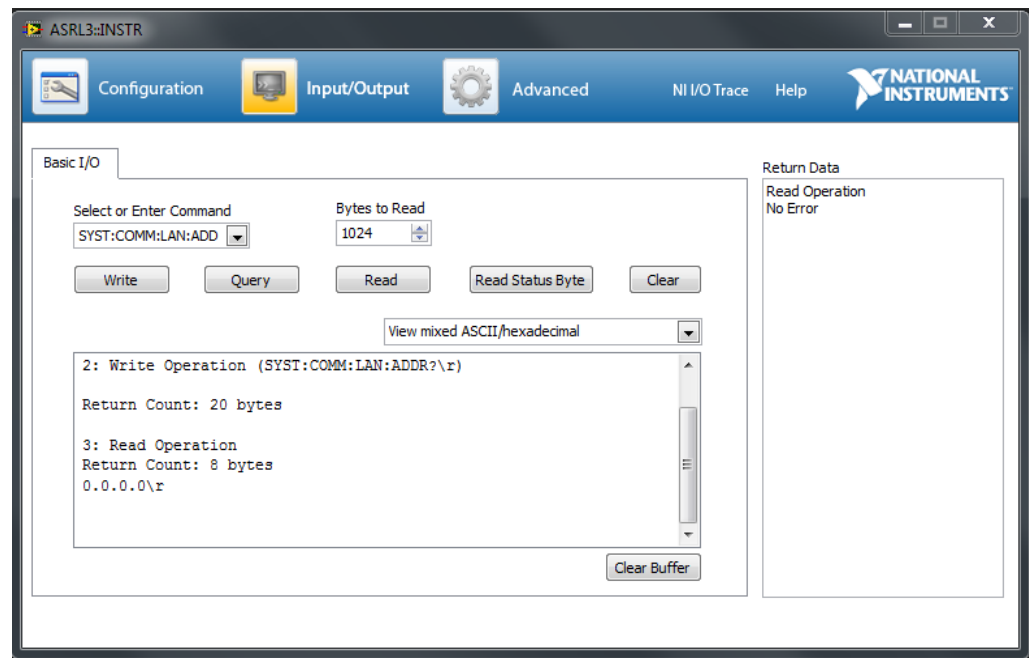 ASRL3::INSTR
Configuration
Input/Output
Advanced
NI I/O Trace
Help
NATIONAL
INSTRUMENTS
Basic I/O
Select or Enter Command
SYST:COMM:LAN:ADD
Bytes to Read
1024
Write
Query
Read
Read Status Byte
Clear
View mixed ASCII/hexadecimal
2: Write Operation (SYST:COMM:LAN:ADDR?\r)
Return Count: 20 bytes
3: Read Operation
Return Count: 8 bytes
0.0.0.0\r
Clear Buffer
Return Data
Read Operation
No Error